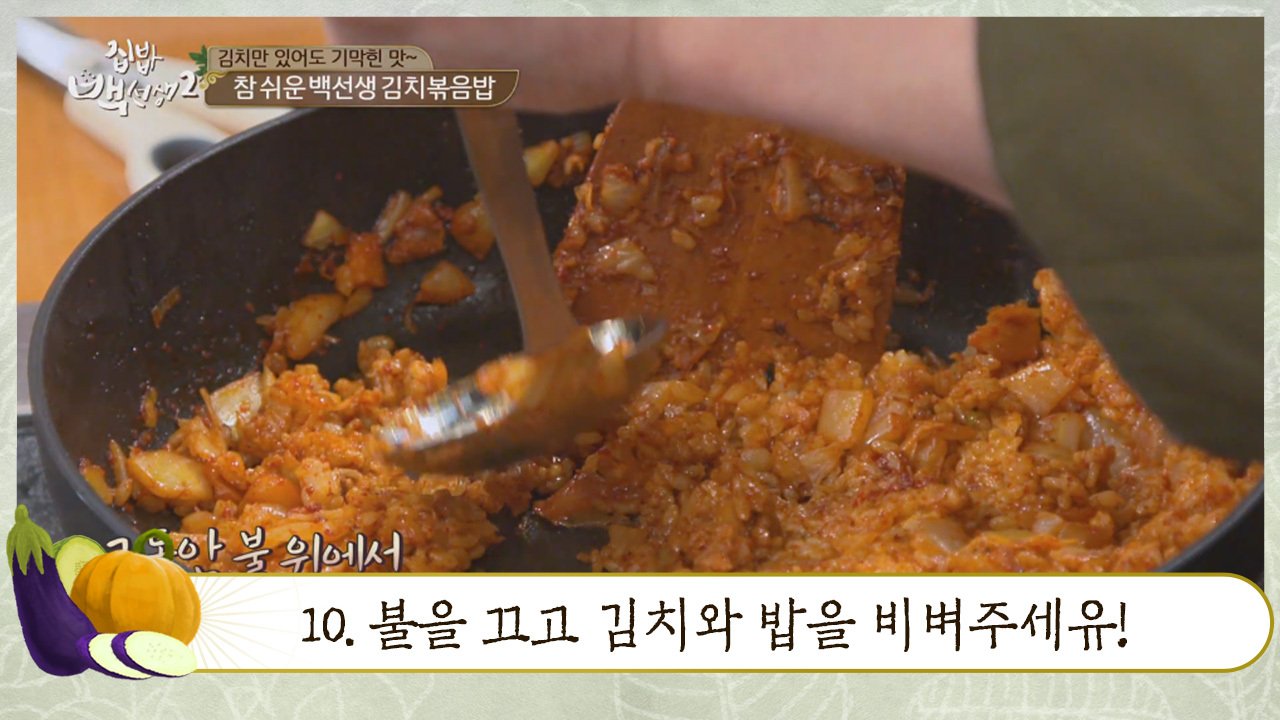 집밥
백선생2
김치만 있어도 기막힌 맛~
참 쉬운 백선생 김치볶음밥
불 위에서
10. 불을 끄고 김치와 밥을 비벼주세유!